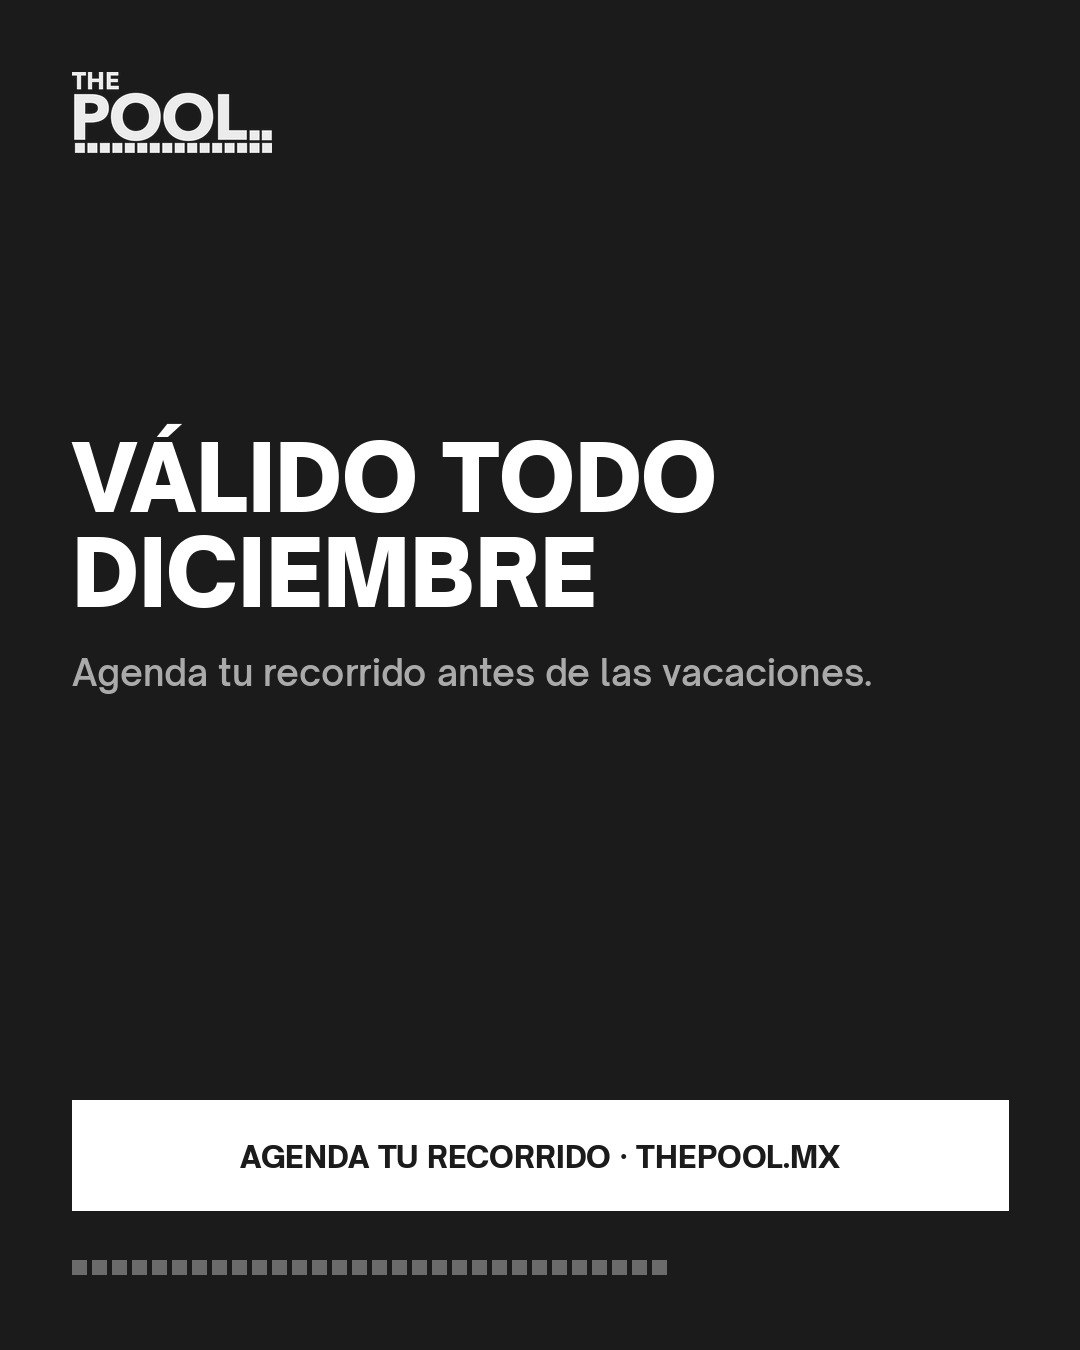 THE
POOL..
VÁLIDO TODO
DICIEMBRE
Agenda tu recorrido antes de las vacaciones.
AGENDA TU RECORRIDO · THEPOOL.MX